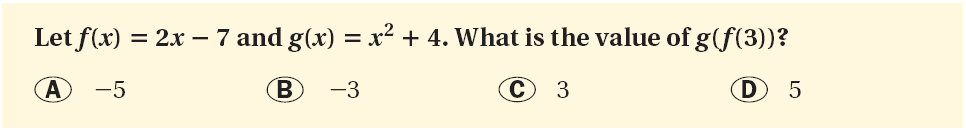 Let f(x) = 2x − 7 and g(x) = x² + 4. What is the value of g(f(3))?
A −5 B −3 C 3 D 5